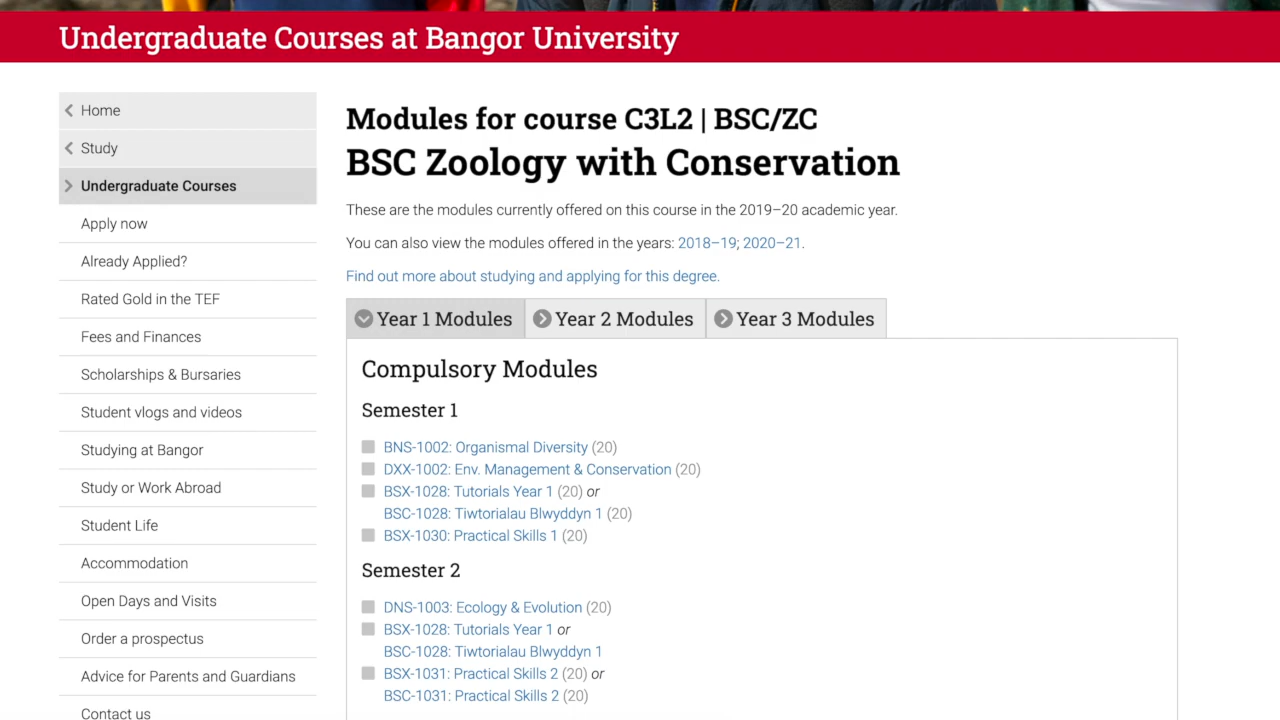 Undergraduate Courses at Bangor University
Home
Study
Undergraduate Courses
Apply now
Already Applied?
Rated Gold in the TEF
Fees and Finances
Scholarships & Bursaries
Student vlogs and videos
Studying at Bangor
Study or Work Abroad
Student Life
Accommodation
Open Days and Visits
Order a prospectus
Advice for Parents and Guardians
Contact us
Modules for course C3L2 | BSC/ZC
BSC Zoology with Conservation
These are the modules currently offered on this course in the 2019–20 academic year.
You can also view the modules offered in the years: 2018–19; 2020–21.
Find out more about studying and applying for this degree.
Year 1 Modules Year 2 Modules Year 3 Modules
Compulsory Modules
Semester 1
BNS-1002: Organismal Diversity (20)
DXX-1002: Env. Management & Conservation (20)
BSX-1028: Tutorials Year 1 (20) or
BSC-1028: Tiwtorialau Blwyddyn 1 (20)
BSX-1030: Practical Skills 1 (20)
Semester 2
DNS-1003: Ecology & Evolution (20)
BSX-1028: Tutorials Year 1 or
BSC-1028: Tiwtorialau Blwyddyn 1
BSX-1031: Practical Skills 2 (20) or
BSC-1031: Practical Skills 2 (20)